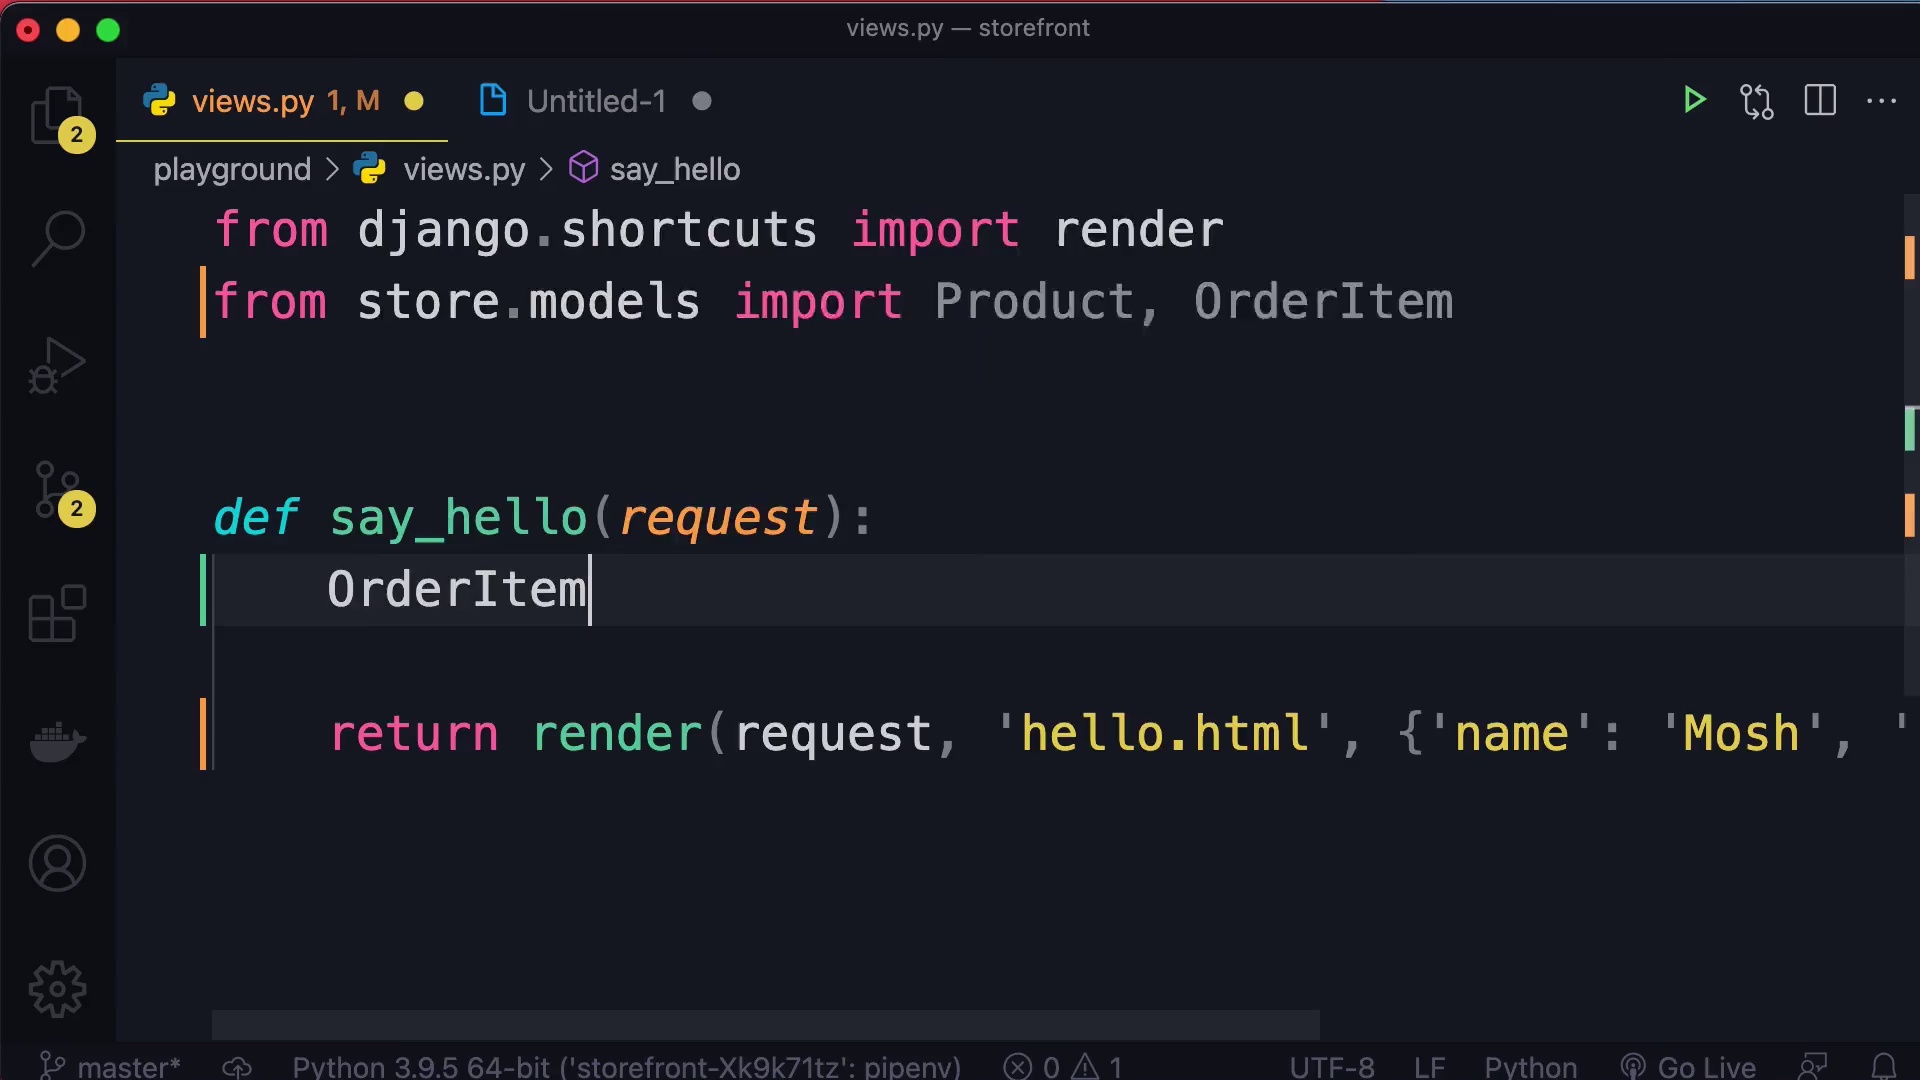 views.py — storefront
views.py 1, M
Untitled-1
playground > views.py > say_hello
from django.shortcuts import render
from store.models import Product, OrderItem
def say_hello(request):
OrderItem
return render(request, 'hello.html', {'name': 'Mosh', '
2
2
master*
Python 3.9.5 64-bit ('storefront-Xk9k71tz': pipenv)
0
1
UTF-8
LF
Python
Go Live